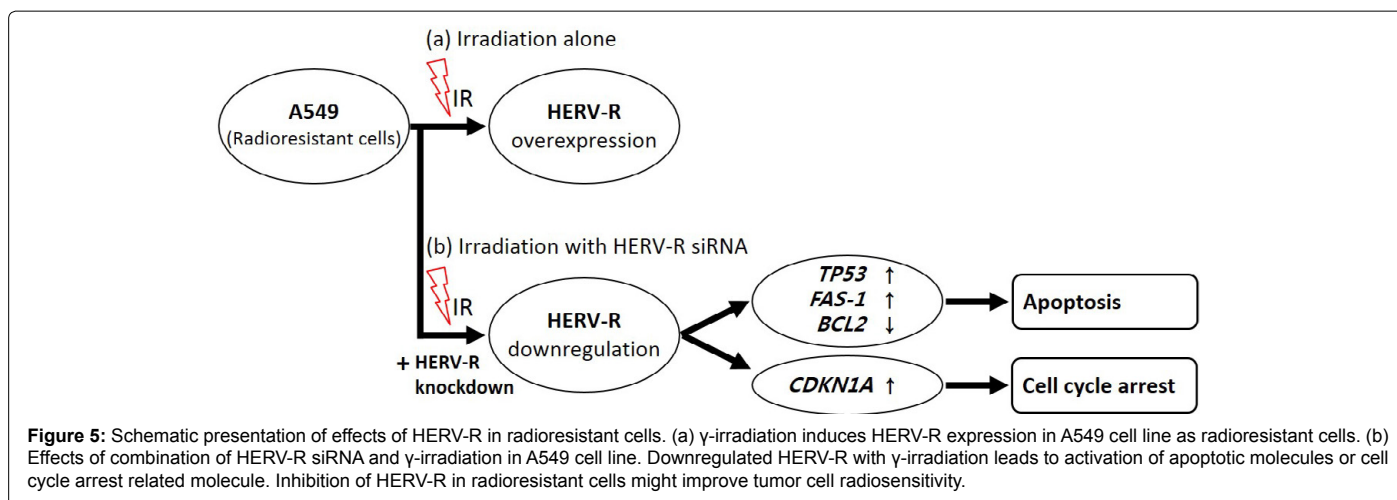 (a) Irradiation alone
IR
A549
(Radioresistant cells)
HERV-R
overexpression
(b) Irradiation with HERV-R siRNA
IR
+ HERV-R
knockdown
HERV-R
downregulation
TP53 ↑
FAS-1 ↑
BCL2 ↓
Apoptosis
CDKN1A ↑
Cell cycle arrest
Figure 5: Schematic presentation of effects of HERV-R in radioresistant cells. (a) γ-irradiation induces HERV-R expression in A549 cell line as radioresistant cells. (b)
Effects of combination of HERV-R siRNA and γ-irradiation in A549 cell line. Downregulated HERV-R with γ-irradiation leads to activation of apoptotic molecules or cell
cycle arrest related molecule. Inhibition of HERV-R in radioresistant cells might improve tumor cell radiosensitivity.